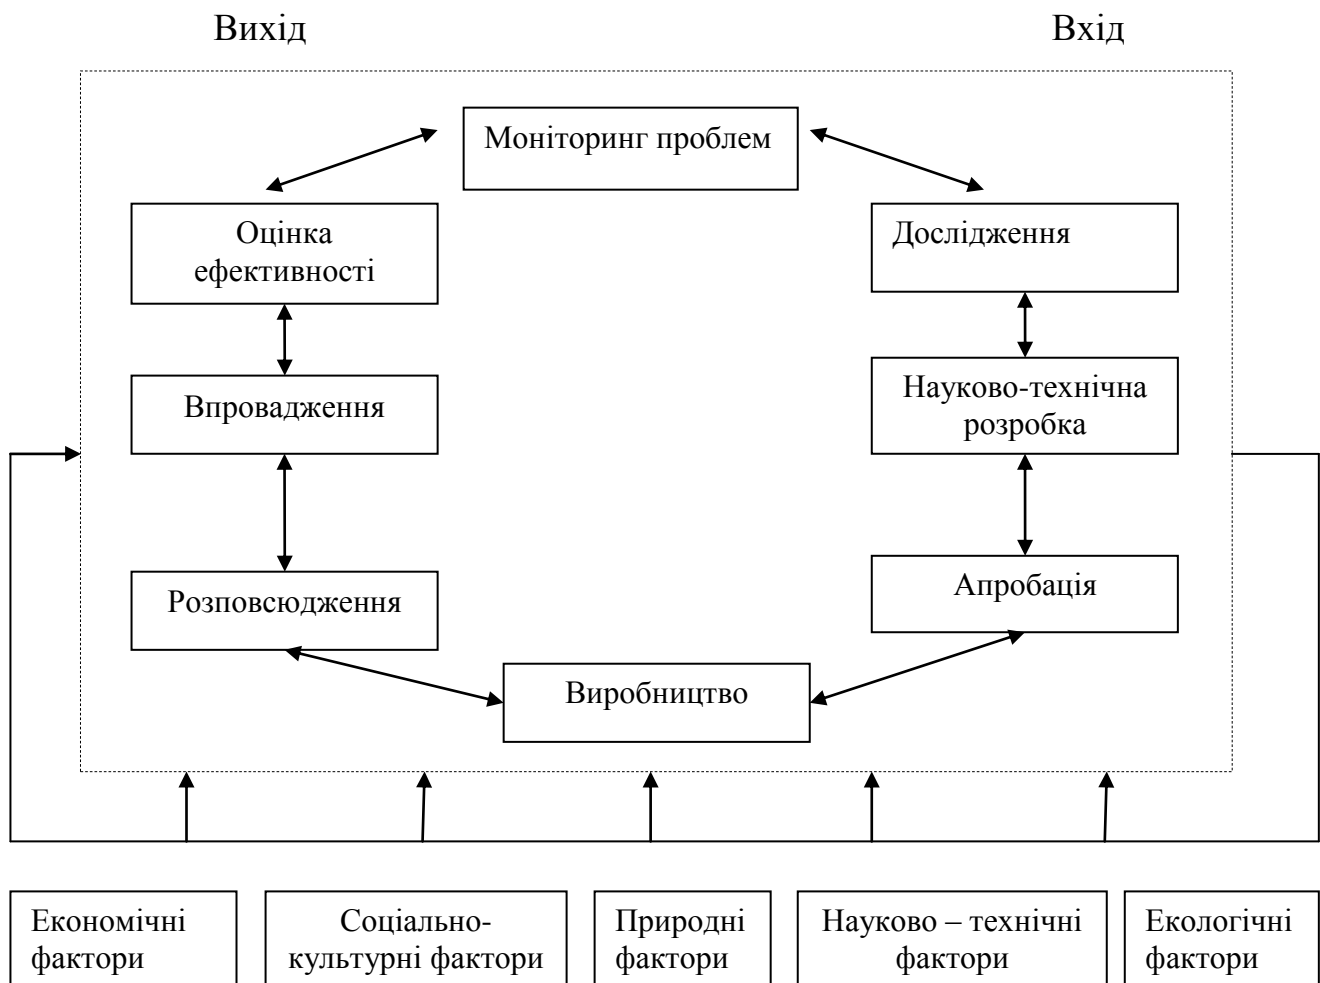 Вихід
Вхід
Моніторинг проблем
Оцінка
ефективності
Дослідження
Впровадження
Науково-технічна
розробка
Розповсюдження
Апробація
Виробництво
Економічні
фактори
Соціально-
культурні фактори
Природні
фактори
Науково – технічні
фактори
Екологічні
фактори